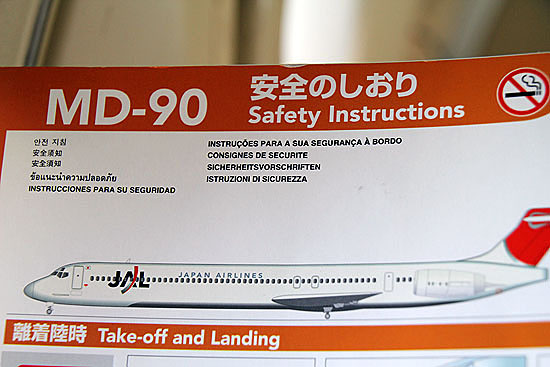 MD-90
安全のしおり
Safety Instructions
안전 지침
安全須知
安全須知
ข้อแนะนำความปลอดภัย
INSTRUCCIONES PARA SU SEGURIDAD
INSTRUÇÕES PARA A SUA SEGURANÇA À BORDO
CONSIGNES DE SECURITE
SICHERHEITSVORSCHRIFTEN
ISTRUZIONI DI SICUREZZA
JAL
JAPAN AIRLINES
離着陸時 Take-off and Landing